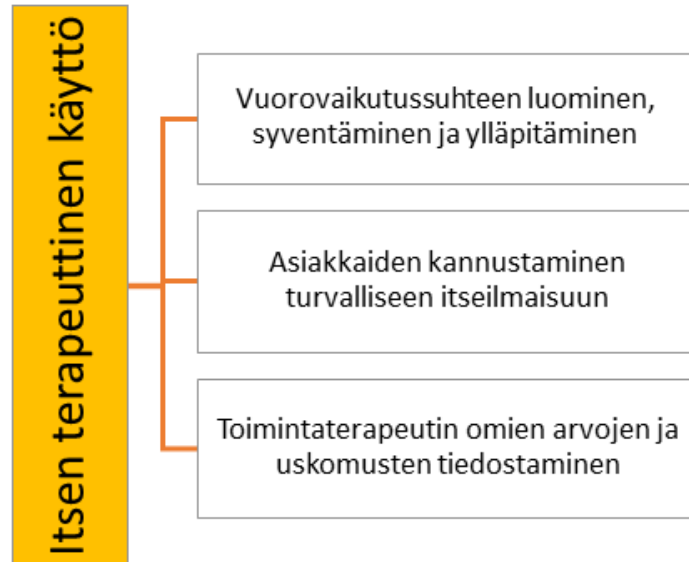 Itsen terapeuttinen käyttö
Vuorovaikutussuhteen luominen,
syventäminen ja ylläpitäminen
Asiakkaiden kannustaminen
turvalliseen itseilmaisuun
Toimintaterapeutin omien arvojen ja
uskomusten tiedostaminen